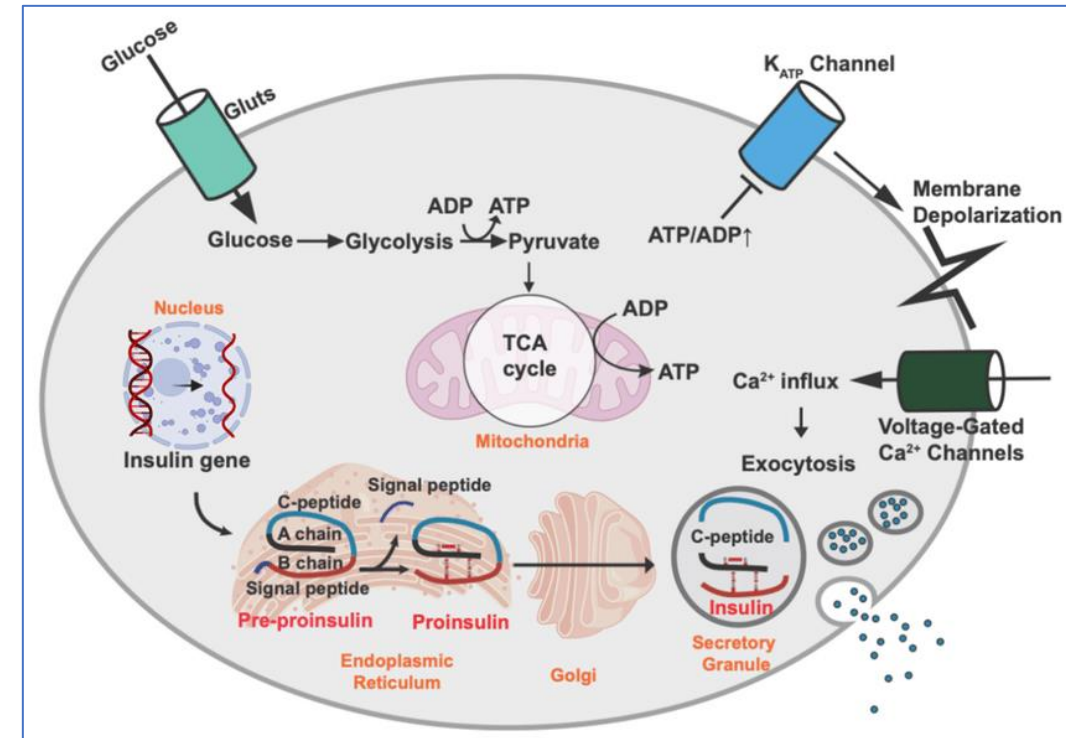 Glucose
Gluts
K_ATP Channel
Membrane
Depolarization
ADP ATP
Glucose Glycolysis Pyruvate
ATP/ADP↑
Nucleus
ADP
TCA
cycle
ATP
Ca²⁺ influx
Mitochondria
Voltage-Gated
Ca²⁺ Channels
Insulin gene
Exocytosis
Signal peptide
C-peptide
A chain
B chain
Signal peptide
Pre-proinsulin
Proinsulin
C-peptide
Insulin
Endoplasmic
Reticulum
Golgi
Secretory
Granule